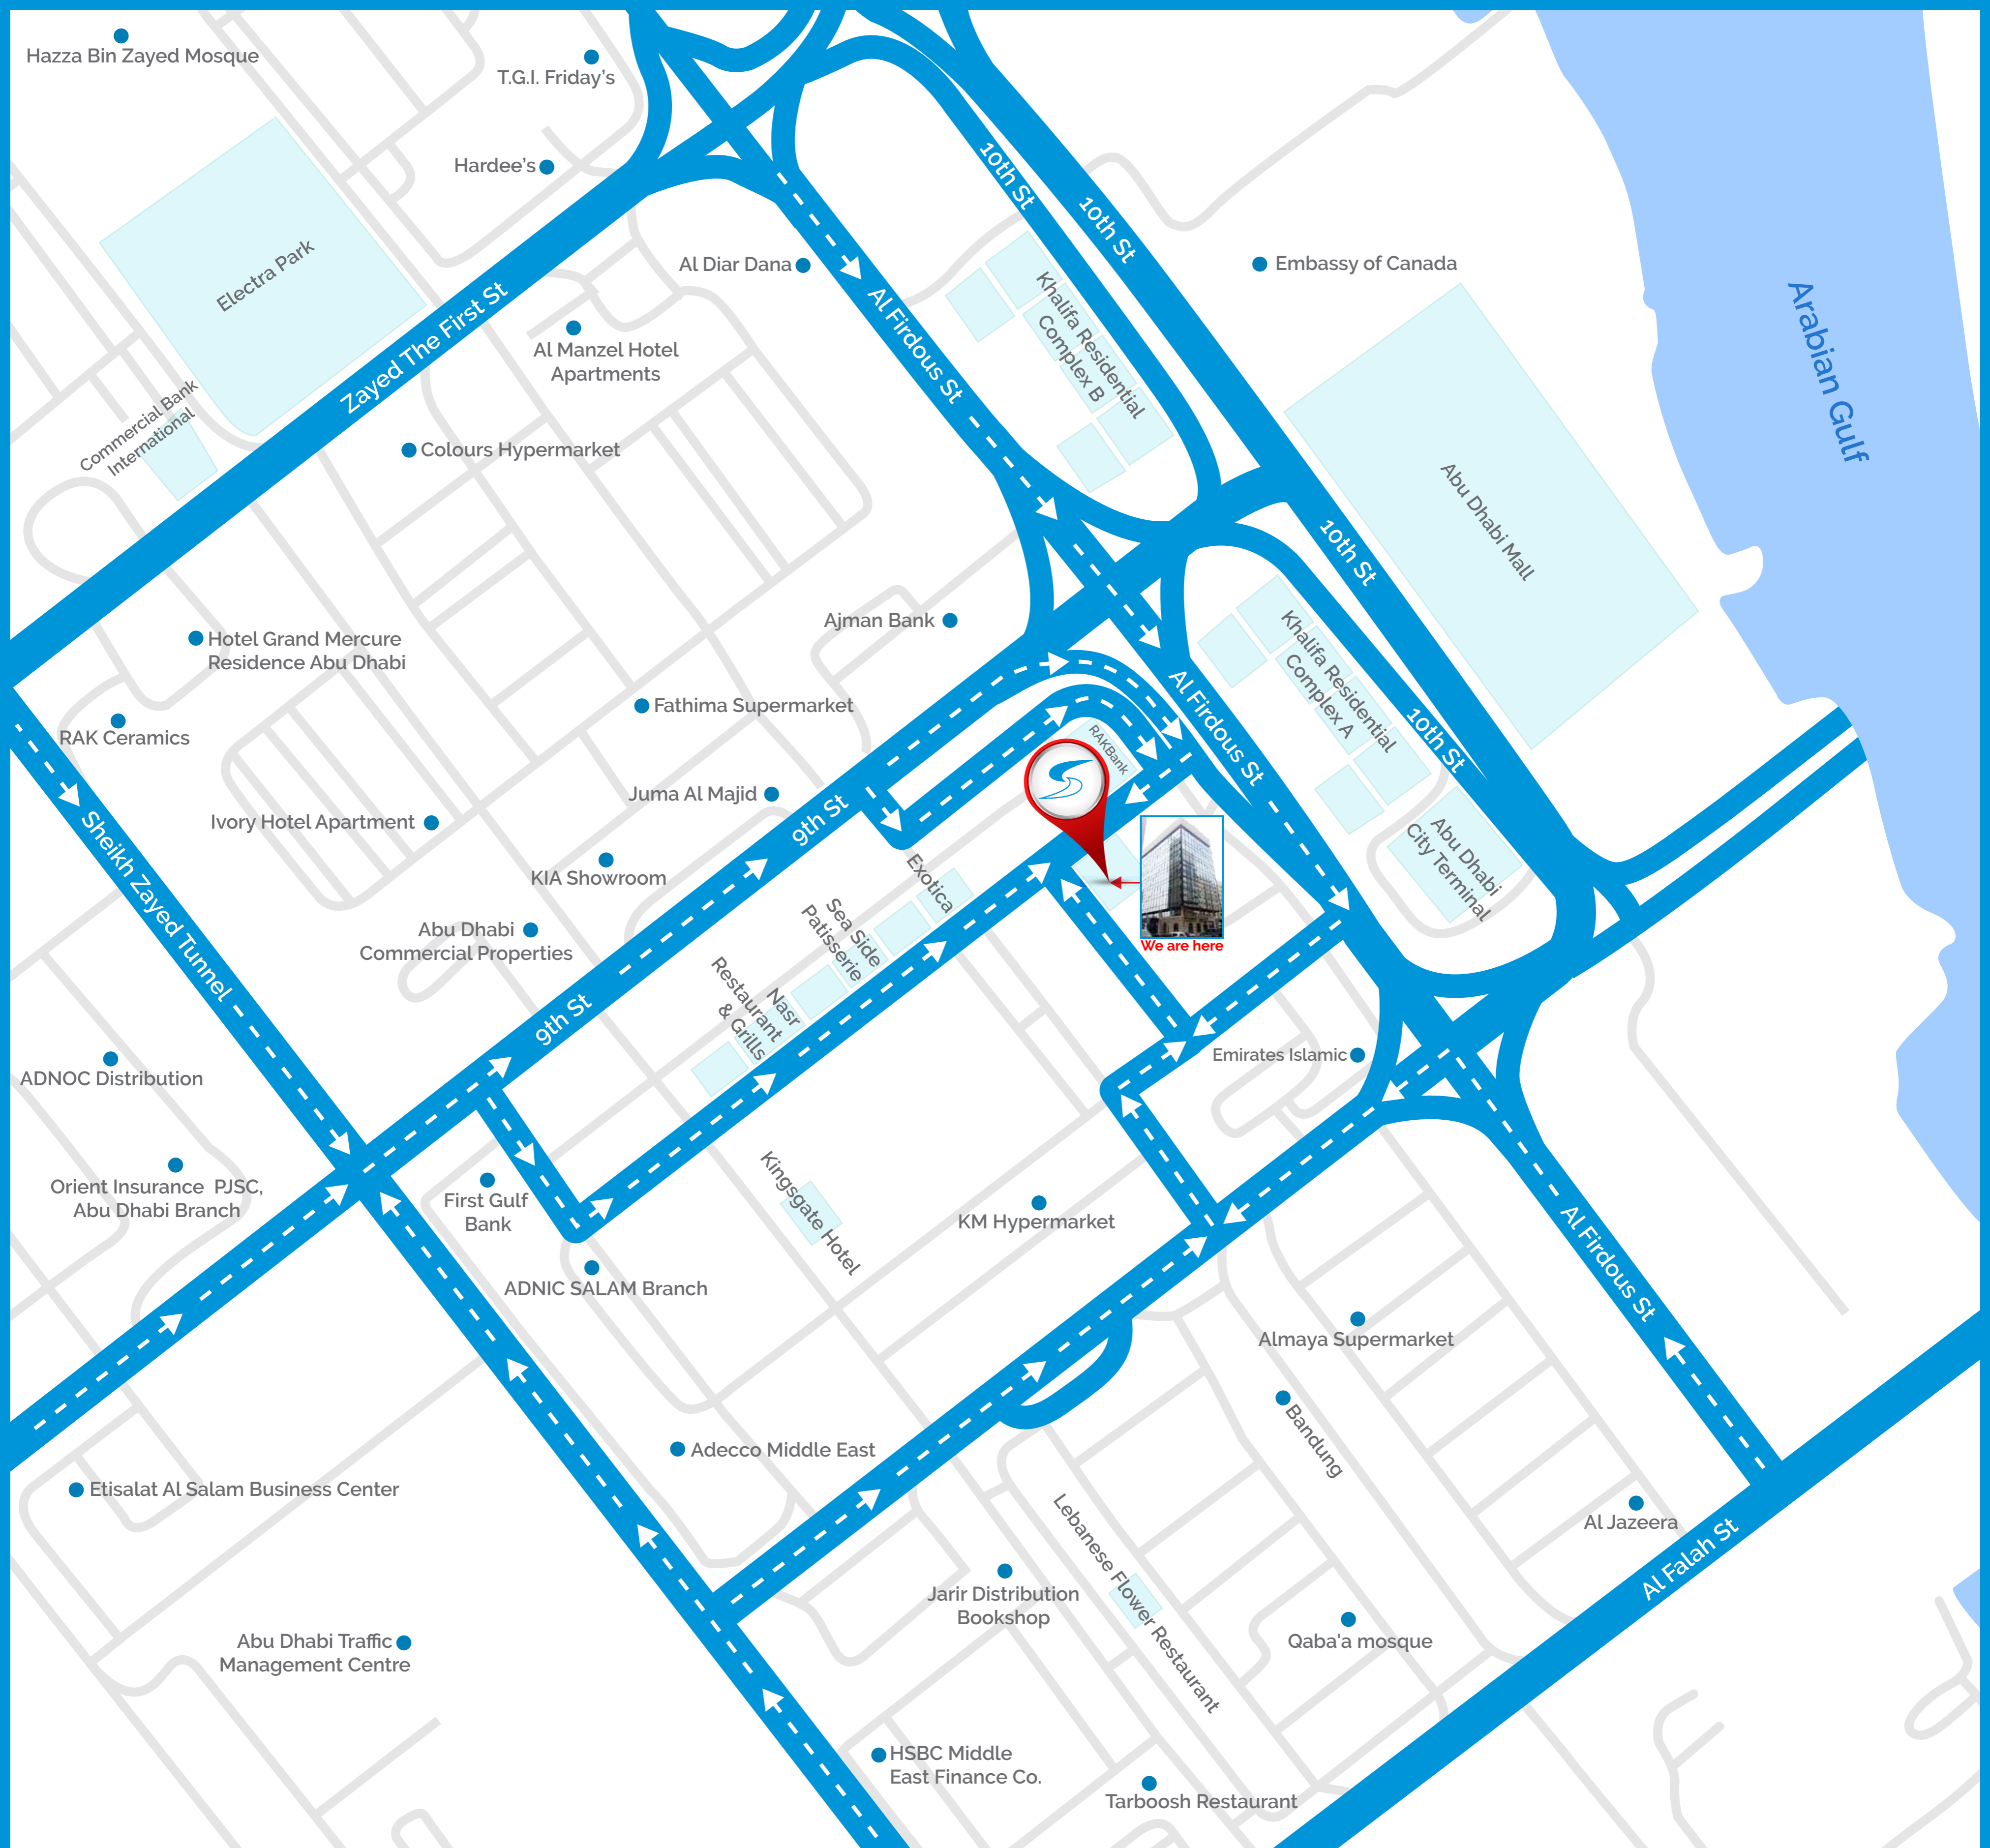 Hazza Bin Zayed Mosque
T.G.I. Friday's
Hardee's
10th St
10th St
Electra Park
Al Diar Dana
Embassy of Canada
Zayed The First St
Al Firdous St
Khalifa Residential
Complex B
Arabian Gulf
Al Manzel Hotel
Apartments
Commercial Bank
International
Colours Hypermarket
Abu Dhabi Mall
10th St
Hotel Grand Mercure
Residence Abu Dhabi
Ajman Bank
Khalifa Residential
Complex A
RAK Ceramics
Fathima Supermarket
Al Firdous St
10th St
RAKBank
Juma Al Majid
9th St
Ivory Hotel Apartment
Sheikh Zayed Tunnel
KIA Showroom
Exotica
Abu Dhabi
City Terminal
Abu Dhabi
Commercial Properties
Sea Side
Patisserie
We are here
9th St
Nasr
Restaurant
& Grills
Emirates Islamic
ADNOC Distribution
Orient Insurance PJSC,
Abu Dhabi Branch
First Gulf
Bank
Kingsgate Hotel
KM Hypermarket
Al Firdous St
ADNIC SALAM Branch
Almaya Supermarket
Adecco Middle East
Bandung
Etisalat Al Salam Business Center
Al Jazeera
Al Falah St
Lebanese Flower Restaurant
Jarir Distribution
Bookshop
Abu Dhabi Traffic
Management Centre
Qaba'a mosque
HSBC Middle
East Finance Co.
Tarboosh Restaurant